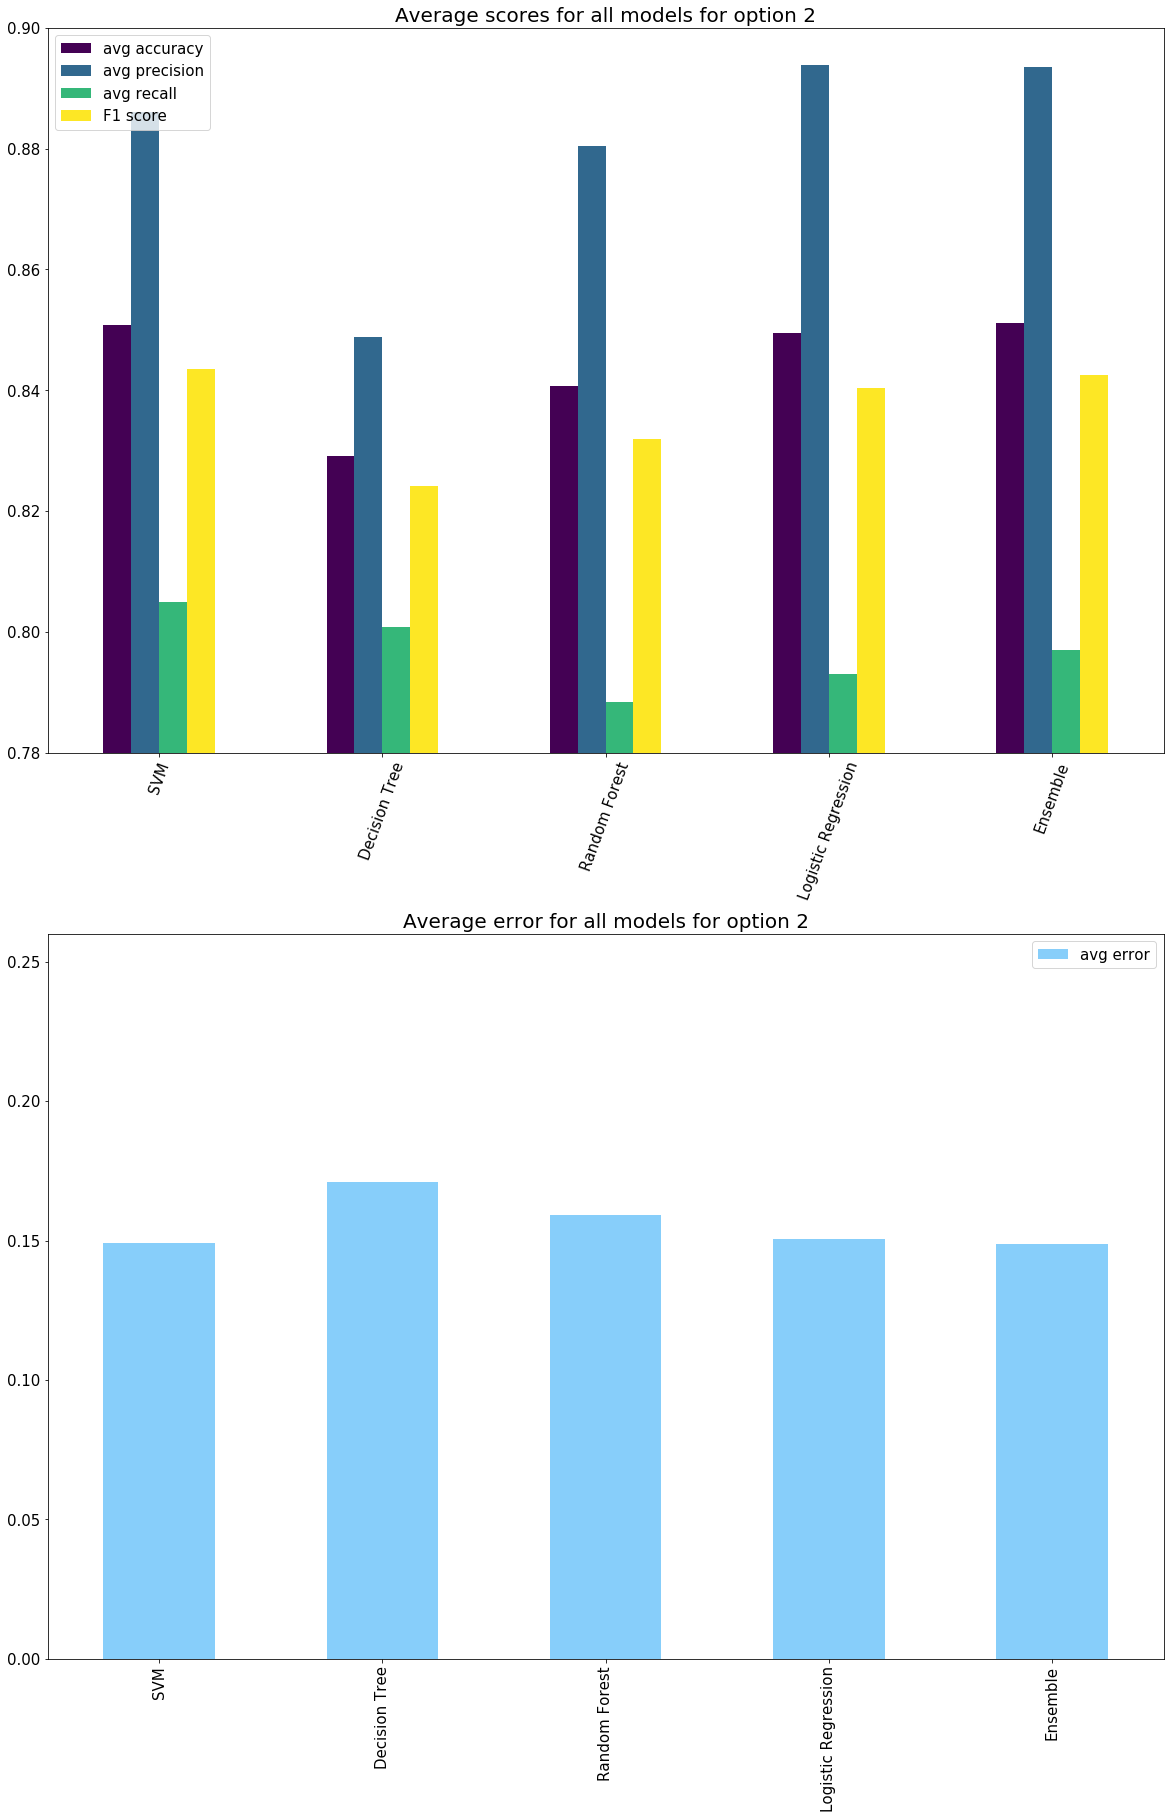 Average scores for all models for option 2
0.90
0.88
0.86
0.84
0.82
0.80
0.78
avg accuracy
avg precision
avg recall
F1 score
SVM
Decision Tree
Random Forest
Logistic Regression
Ensemble
Average error for all models for option 2
0.25
0.20
0.15
0.10
0.05
0.00
avg error
SVM
Decision Tree
Random Forest
Logistic Regression
Ensemble